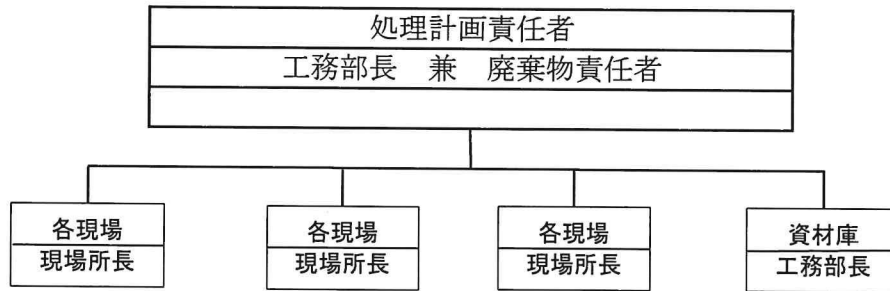 処理計画責任者
工務部長　兼　廃棄物責任者
各現場
現場所長
各現場
現場所長
各現場
現場所長
資材庫
工務部長